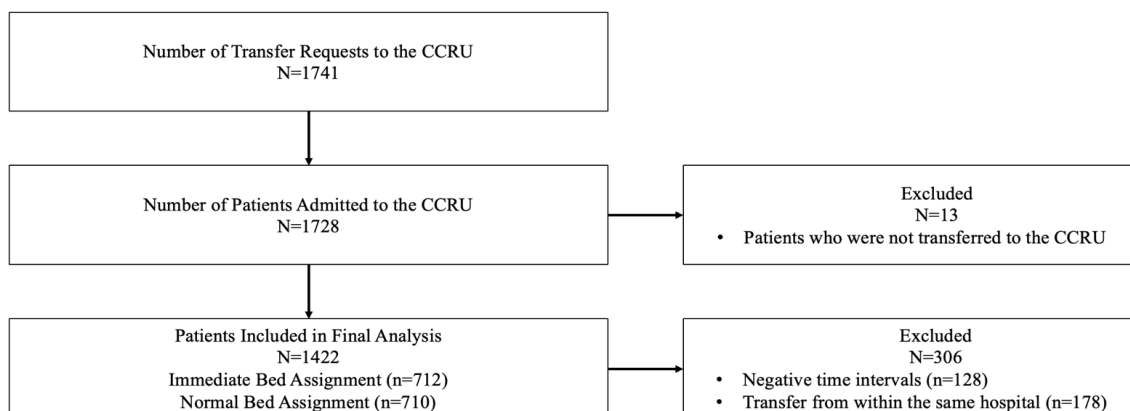 Number of Transfer Requests to the CCRU
N=1741
Number of Patients Admitted to the CCRU
N=1728
Excluded
N=13
• Patients who were not transferred to the CCRU
Patients Included in Final Analysis
N=1422
Immediate Bed Assignment (n=712)
Normal Bed Assignment (n=710)
Excluded
N=306
• Negative time intervals (n=128)
• Transfer from within the same hospital (n=178)